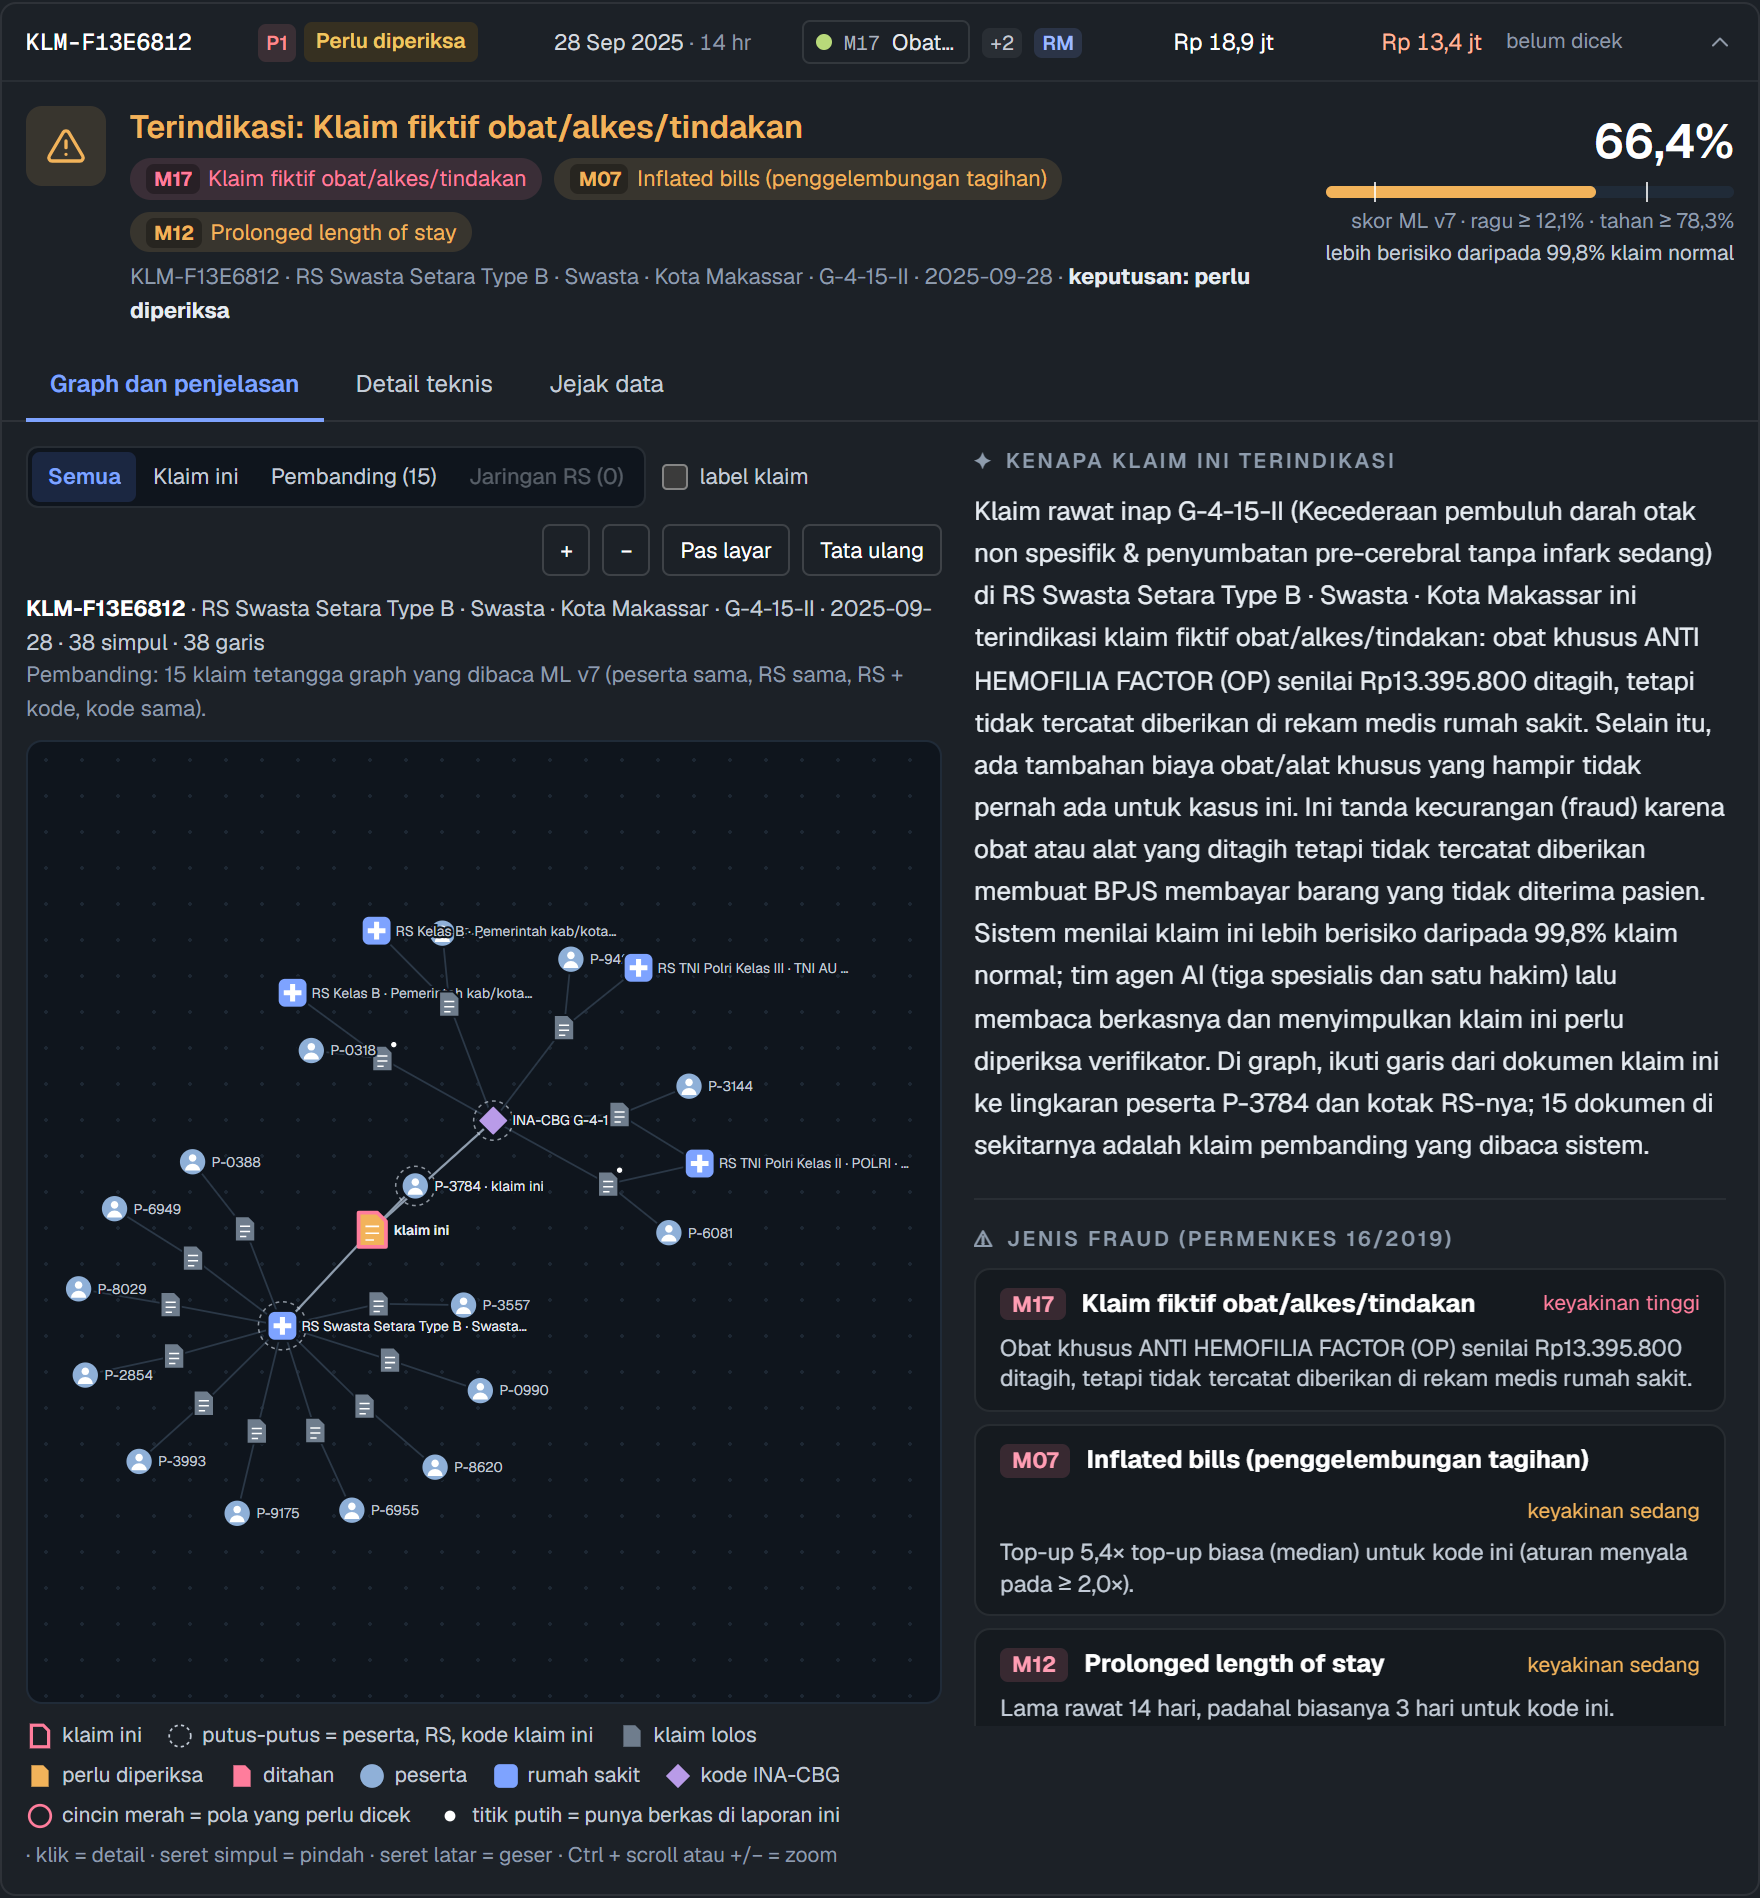 KLM-F13E6812 P1 Perlu diperiksa 28 Sep 2025 · 14 hr M17 Obat... +2 RM Rp 18,9 jt Rp 13,4 jt belum dicek
Terindikasi: Klaim fiktif obat/alkes/tindakan
M17 Klaim fiktif obat/alkes/tindakan M07 Inflated bills (penggelembungan tagihan)
M12 Prolonged length of stay
KLM-F13E6812 · RS Swasta Setara Type B · Swasta · Kota Makassar · G-4-15-II · 2025-09-28 · keputusan: perlu
diperiksa
66,4%
skor ML v7 · ragu ≥ 12,1% · tahan ≥ 78,3%
lebih berisiko daripada 99,8% klaim normal
Graph dan penjelasan Detail teknis Jejak data
Semua Klaim ini Pembanding (15) Jaringan RS (0) label klaim
+ − Pas layar Tata ulang
KLM-F13E6812 · RS Swasta Setara Type B · Swasta · Kota Makassar · G-4-15-II · 2025-09-
28 · 38 simpul · 38 garis
Pembanding: 15 klaim tetangga graph yang dibaca ML v7 (peserta sama, RS sama, RS +
kode, kode sama).
RS Kelas B · Pemerintah kab/kota...
P-94
RS TNI Polri Kelas III · TNI AU ...
RS Kelas B · Pemerintah kab/kota...
P-0318
P-3144
INA-CBG G-4-1
RS TNI Polri Kelas II · POLRI · ...
P-0388
P-3784 · klaim ini
P-6949
klaim ini
P-6081
P-8029
P-3557
RS Swasta Setara Type B · Swasta...
P-2854
P-0990
P-3993
P-8620
P-9175
P-6955
klaim ini putus-putus = peserta, RS, kode klaim ini klaim lolos
perlu diperiksa ditahan peserta rumah sakit kode INA-CBG
cincin merah = pola yang perlu dicek titik putih = punya berkas di laporan ini
· klik = detail · seret simpul = pindah · seret latar = geser · Ctrl + scroll atau +/− = zoom
KENAPA KLAIM INI TERINDIKASI
Klaim rawat inap G-4-15-II (Kecederaan pembuluh darah otak
non spesifik & penyumbatan pre-cerebral tanpa infark sedang)
di RS Swasta Setara Type B · Swasta · Kota Makassar ini
terindikasi klaim fiktif obat/alkes/tindakan: obat khusus ANTI
HEMOFILIA FACTOR (OP) senilai Rp13.395.800 ditagih, tetapi
tidak tercatat diberikan di rekam medis rumah sakit. Selain itu,
ada tambahan biaya obat/alat khusus yang hampir tidak
pernah ada untuk kasus ini. Ini tanda kecurangan (fraud) karena
obat atau alat yang ditagih tetapi tidak tercatat diberikan
membuat BPJS membayar barang yang tidak diterima pasien.
Sistem menilai klaim ini lebih berisiko daripada 99,8% klaim
normal; tim agen AI (tiga spesialis dan satu hakim) lalu
membaca berkasnya dan menyimpulkan klaim ini perlu
diperiksa verifikator. Di graph, ikuti garis dari dokumen klaim ini
ke lingkaran peserta P-3784 dan kotak RS-nya; 15 dokumen di
sekitarnya adalah klaim pembanding yang dibaca sistem.
JENIS FRAUD (PERMENKES 16/2019)
M17 Klaim fiktif obat/alkes/tindakan keyakinan tinggi
Obat khusus ANTI HEMOFILIA FACTOR (OP) senilai Rp13.395.800
ditagih, tetapi tidak tercatat diberikan di rekam medis rumah sakit.
M07 Inflated bills (penggelembungan tagihan)
keyakinan sedang
Top-up 5,4× top-up biasa (median) untuk kode ini (aturan menyala
pada ≥ 2,0×).
M12 Prolonged length of stay keyakinan sedang
Lama rawat 14 hari, padahal biasanya 3 hari untuk kode ini.